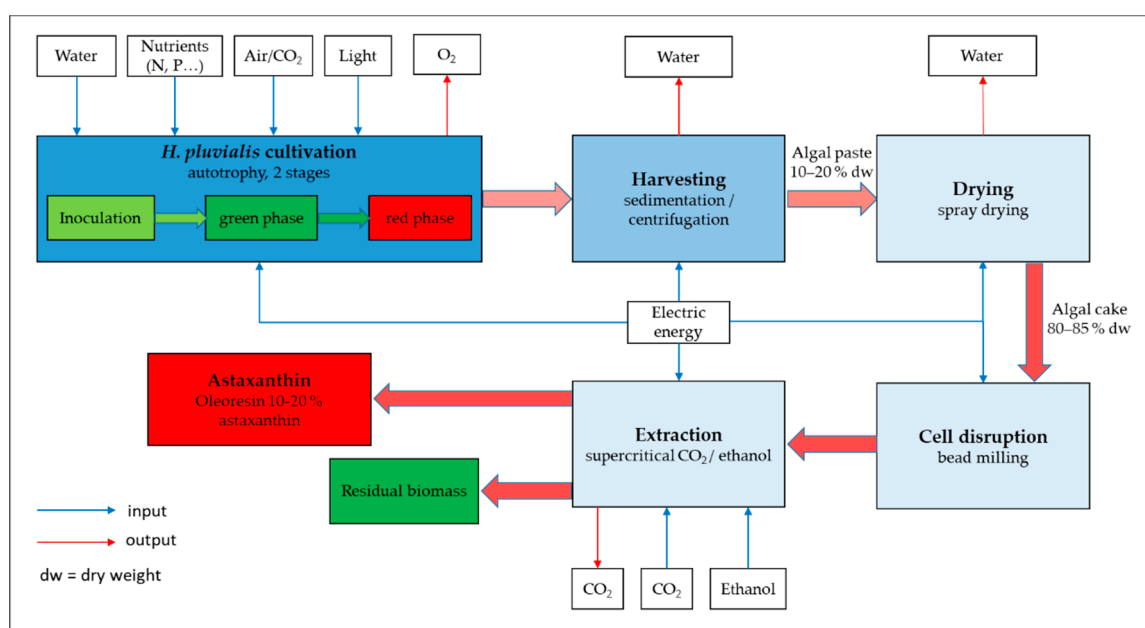 Water
Nutrients
(N, P…)
Air/CO₂
Light
O₂
Water
Water
H. pluvialis cultivation
autotrophy, 2 stages
Inoculation
green phase
red phase
Harvesting
sedimentation /
centrifugation
Algal paste
10–20 % dw
Drying
spray drying
Electric
energy
Algal cake
80–85 % dw
Astaxanthin
Oleoresin 10-20 %
astaxanthin
Extraction
supercritical CO₂ / ethanol
Cell disruption
bead milling
Residual biomass
input
output
dw = dry weight
CO₂
CO₂
Ethanol